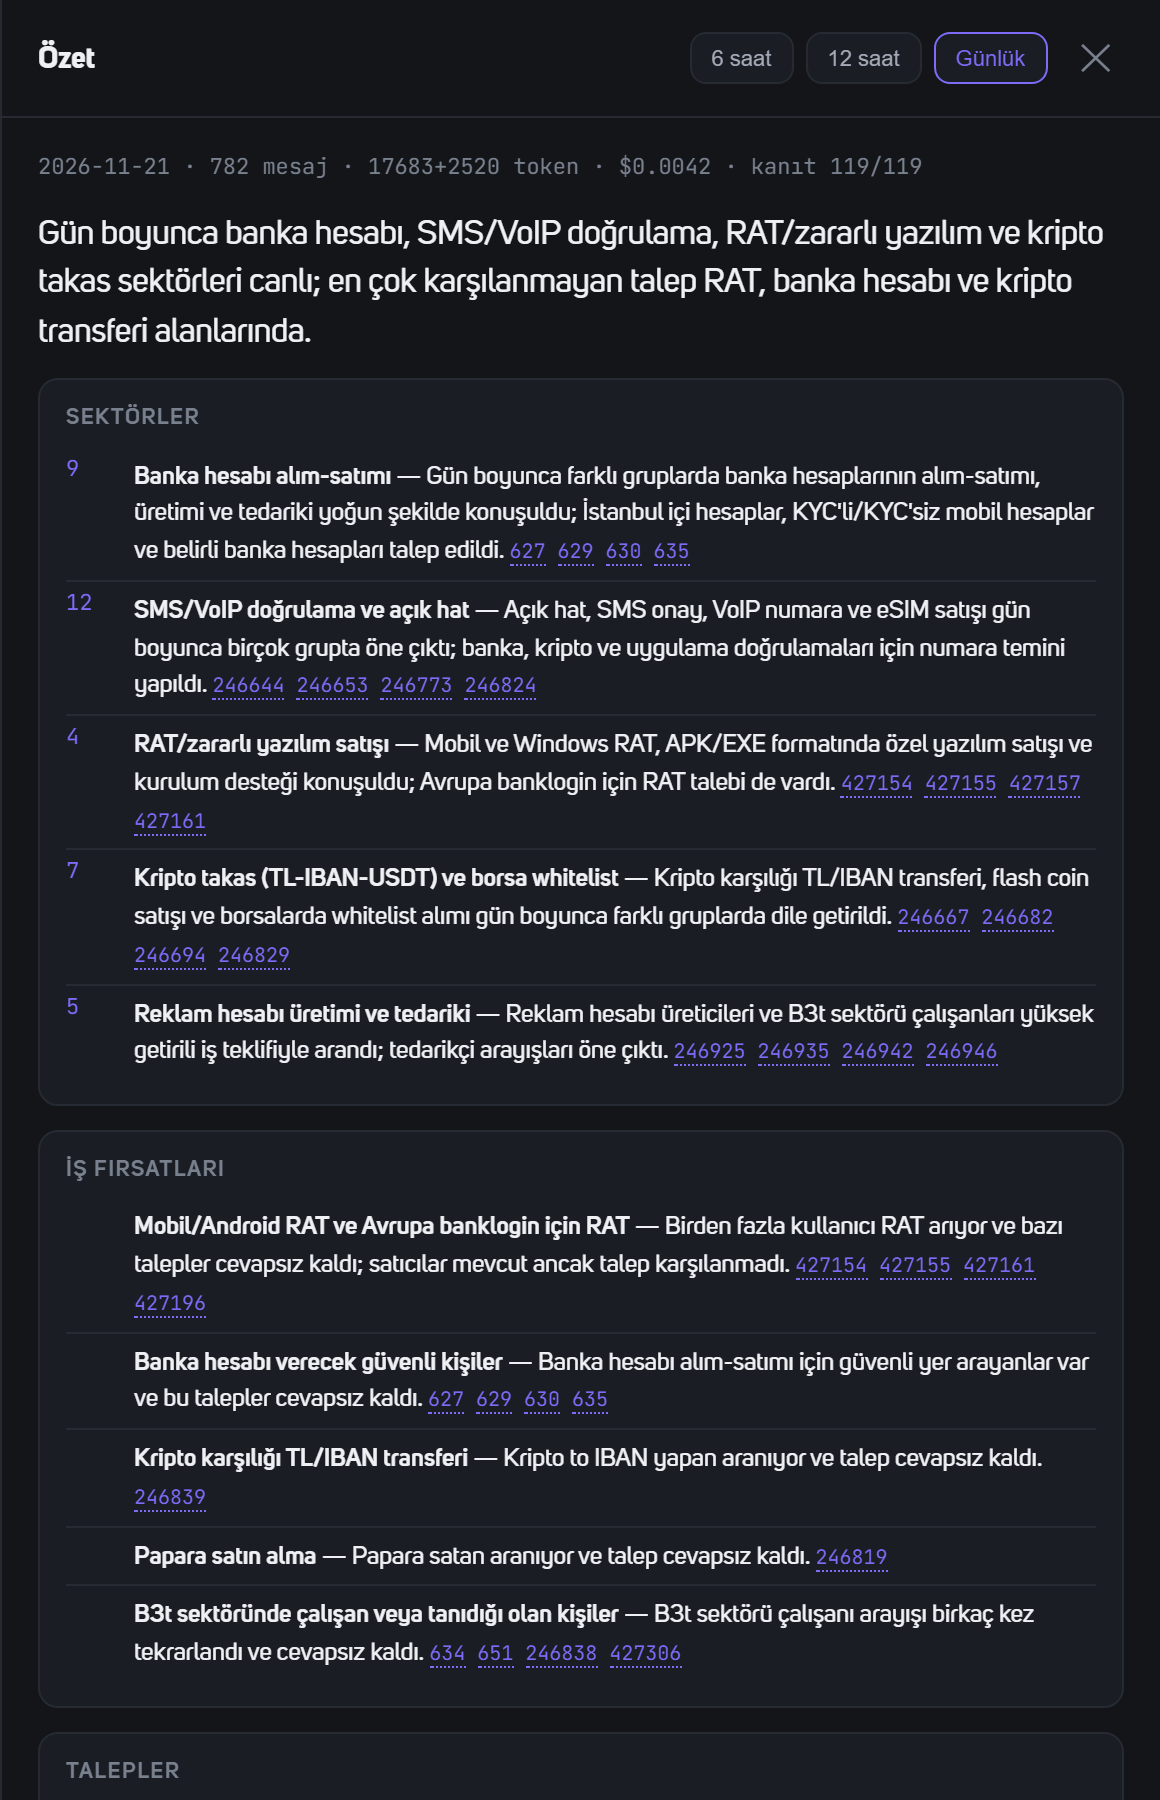 Özet
6 saat
12 saat
Günlük
2026-11-21 · 782 mesaj · 17683+2520 token · $0.0042 · kanıt 119/119
Gün boyunca banka hesabı, SMS/VoIP doğrulama, RAT/zararlı yazılım ve kripto
takas sektörleri canlı; en çok karşılanmayan talep RAT, banka hesabı ve kripto
transferi alanlarında.
SEKTÖRLER
9
Banka hesabı alım-satımı — Gün boyunca farklı gruplarda banka hesaplarının alım-satımı,
üretimi ve tedariki yoğun şekilde konuşuldu; İstanbul içi hesaplar, KYC'li/KYC'siz mobil hesaplar
ve belirli banka hesapları talep edildi. 627 629 630 635
12
SMS/VoIP doğrulama ve açık hat — Açık hat, SMS onay, VoIP numara ve eSIM satışı gün
boyunca birçok grupta öne çıktı; banka, kripto ve uygulama doğrulamaları için numara temini
yapıldı. 246644 246653 246773 246824
4
RAT/zararlı yazılım satışı — Mobil ve Windows RAT, APK/EXE formatında özel yazılım satışı ve
kurulum desteği konuşuldu; Avrupa banklogin için RAT talebi de vardı. 427154 427155 427157
427161
7
Kripto takas (TL-IBAN-USDT) ve borsa whitelist — Kripto karşılığı TL/IBAN transferi, flash coin
satışı ve borsalarda whitelist alımı gün boyunca farklı gruplarda dile getirildi. 246667 246682
246694 246829
5
Reklam hesabı üretimi ve tedariki — Reklam hesabı üreticileri ve B3t sektörü çalışanları yüksek
getirili iş teklifiyle arandı; tedarikçi arayışları öne çıktı. 246925 246935 246942 246946
İŞ FIRSATLARI
Mobil/Android RAT ve Avrupa banklogin için RAT — Birden fazla kullanıcı RAT arıyor ve bazı
talepler cevapsız kaldı; satıcılar mevcut ancak talep karşılanmadı. 427154 427155 427161
427196
Banka hesabı verecek güvenli kişiler — Banka hesabı alım-satımı için güvenli yer arayanlar var
ve bu talepler cevapsız kaldı. 627 629 630 635
Kripto karşılığı TL/IBAN transferi — Kripto to IBAN yapan aranıyor ve talep cevapsız kaldı.
246839
Papara satın alma — Papara satan aranıyor ve talep cevapsız kaldı. 246819
B3t sektöründe çalışan veya tanıdığı olan kişiler — B3t sektörü çalışanı arayışı birkaç kez
tekrarlandı ve cevapsız kaldı. 634 651 246838 427306
TALEPLER